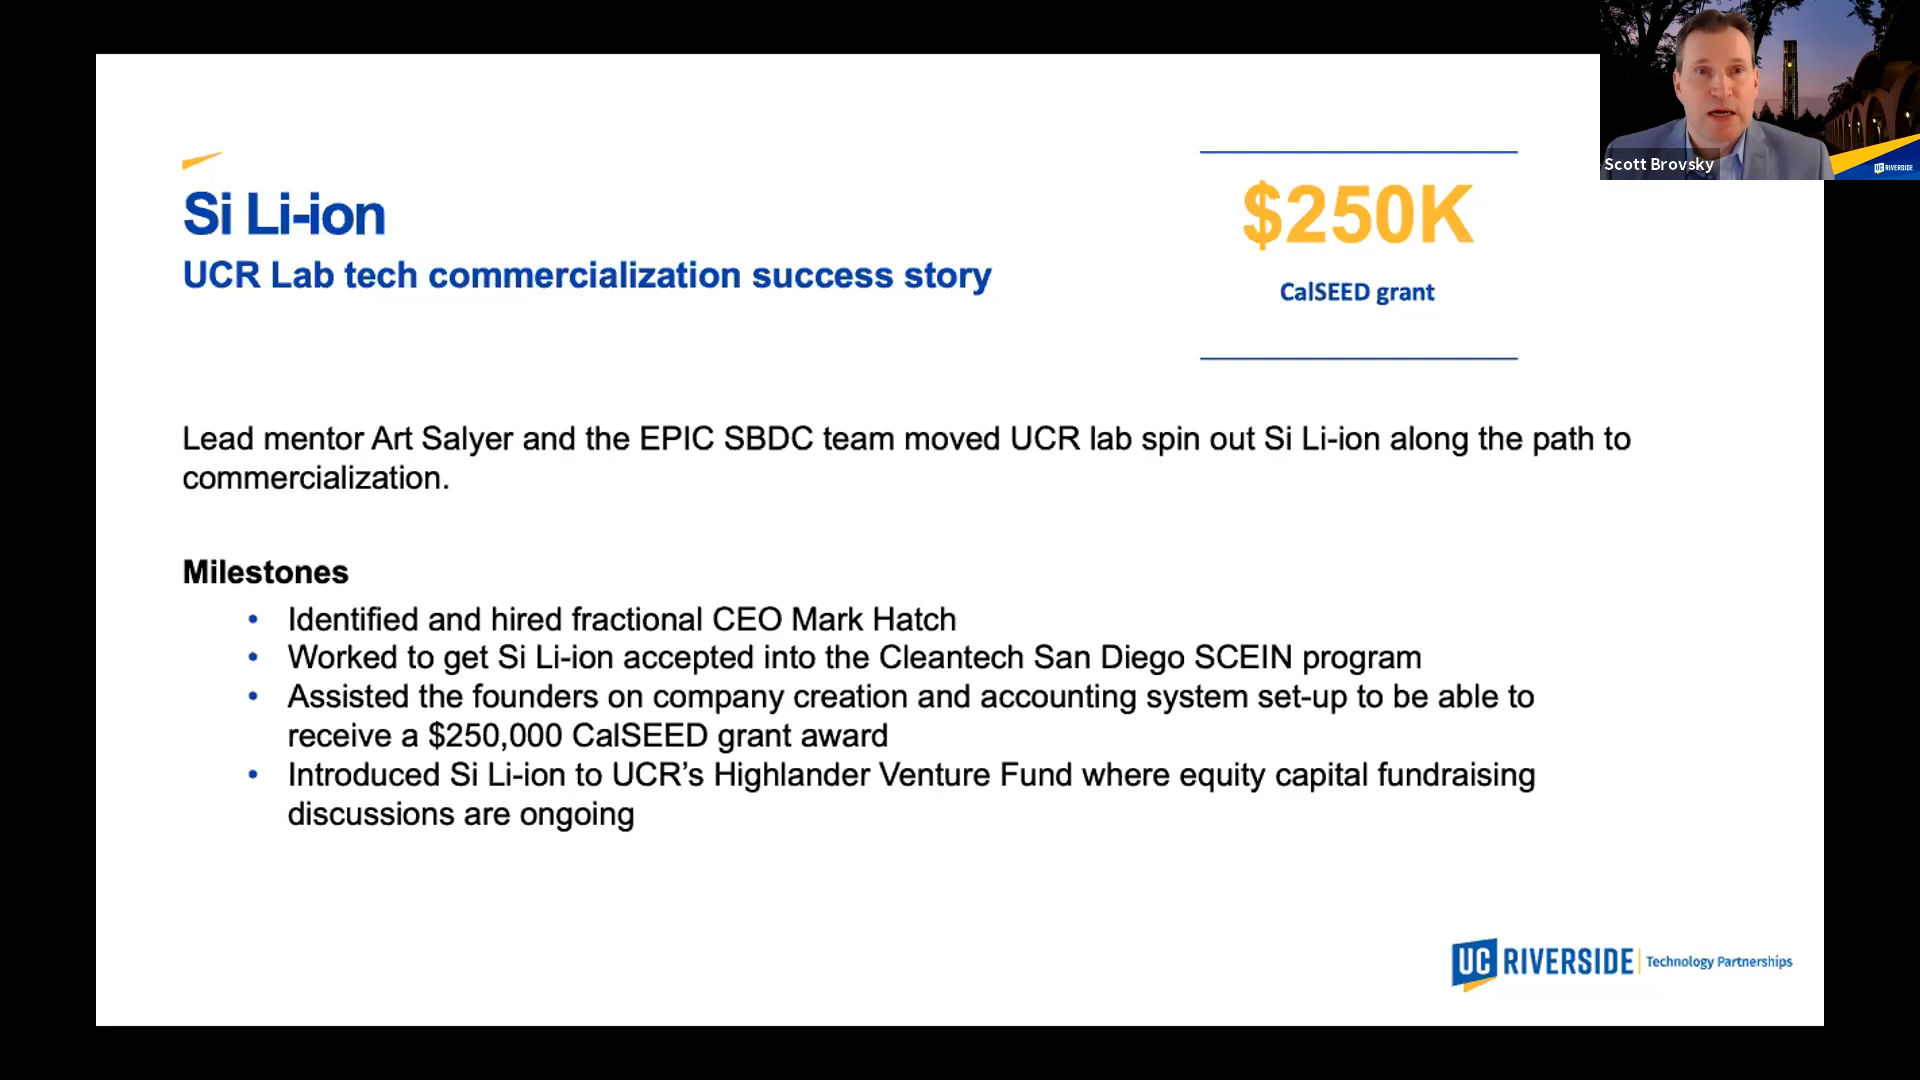 Si Li-ion
UCR Lab tech commercialization success story
$250K
CalSEED grant
Scott Brovsky
UC RIVERSIDE
Lead mentor Art Salyer and the EPIC SBDC team moved UCR lab spin out Si Li-ion along the path to
commercialization.
Milestones
• Identified and hired fractional CEO Mark Hatch
• Worked to get Si Li-ion accepted into the Cleantech San Diego SCEIN program
• Assisted the founders on company creation and accounting system set-up to be able to
receive a $250,000 CalSEED grant award
• Introduced Si Li-ion to UCR’s Highlander Venture Fund where equity capital fundraising
discussions are ongoing
UC RIVERSIDE | Technology Partnerships